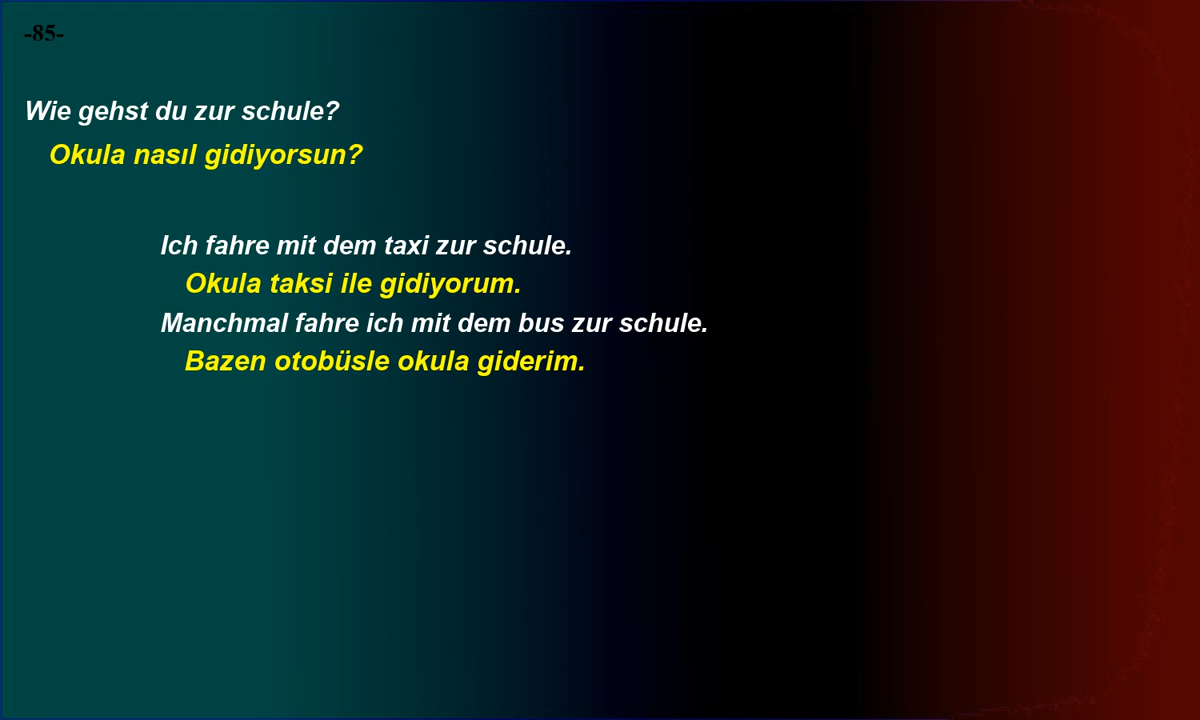 -85-
Wie gehst du zur schule?
Okula nasıl gidiyorsun?
Ich fahre mit dem taxi zur schule.
Okula taksi ile gidiyorum.
Manchmal fahre ich mit dem bus zur schule.
Bazen otobüsle okula giderim.